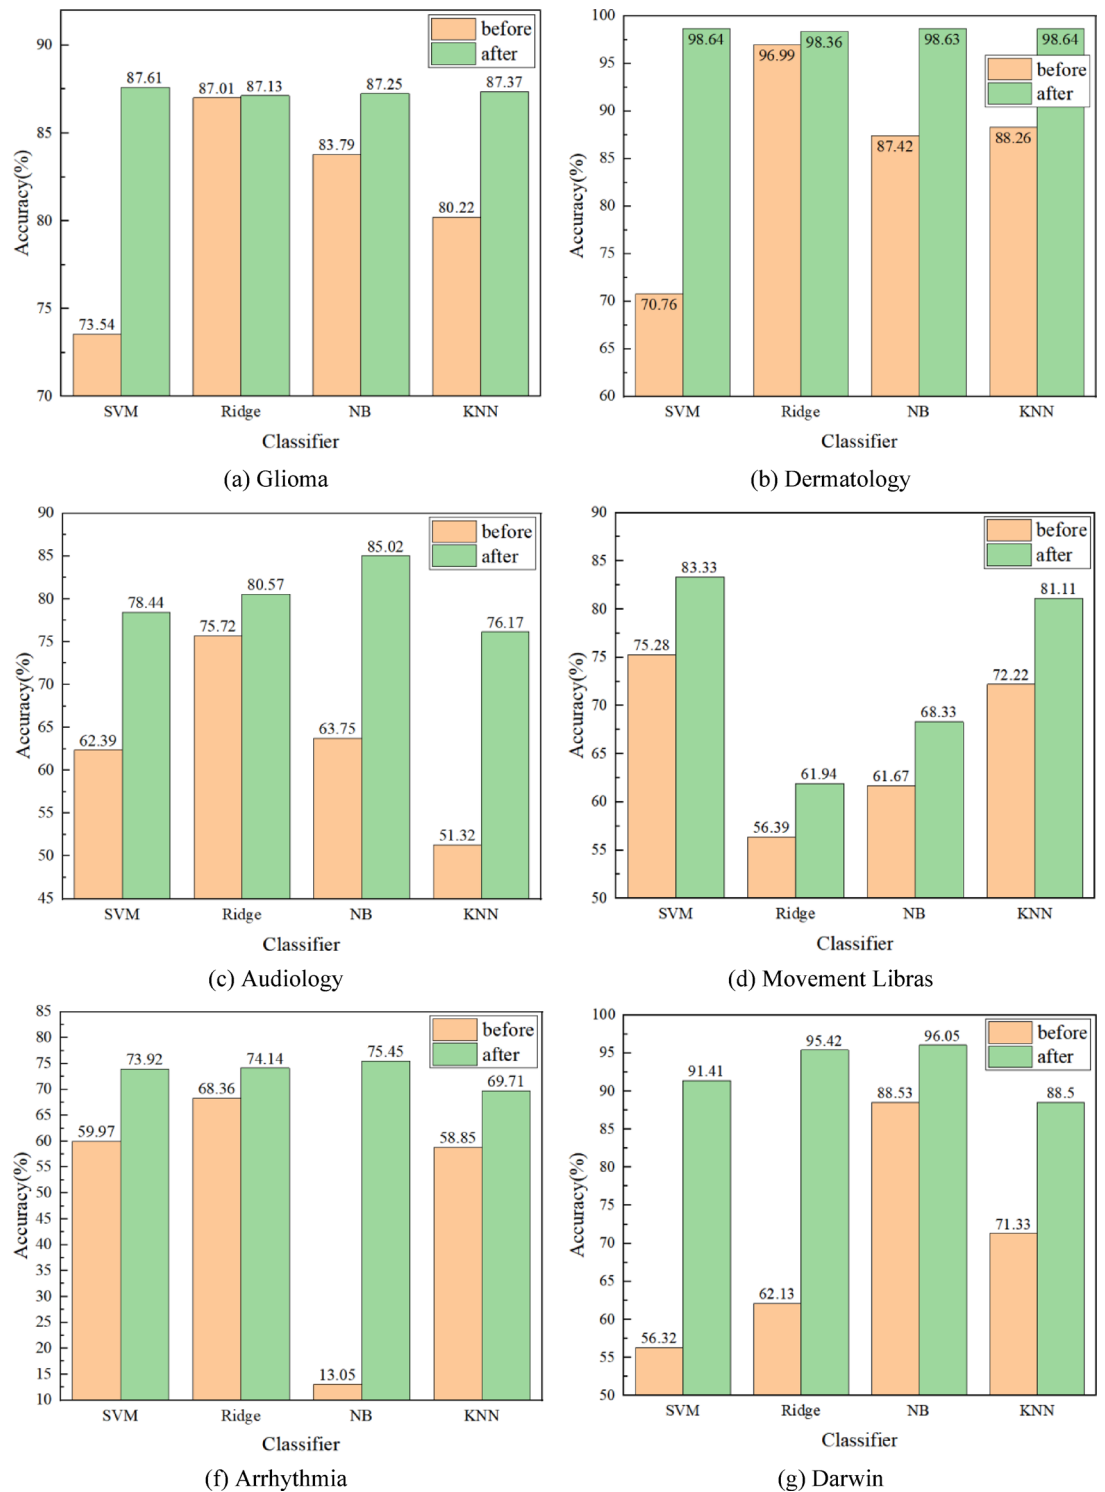 before
after
90
85
80
75
70
Accuracy(%)
73.54
87.61
87.01
87.13
83.79
87.25
80.22
87.37
SVM
Ridge
NB
KNN
Classifier
(a) Glioma
before
after
100
95
90
85
80
75
70
65
60
Accuracy(%)
70.76
98.64
96.99
98.36
87.42
98.63
88.26
98.64
SVM
Ridge
NB
KNN
Classifier
(b) Dermatology
before
after
90
85
80
75
70
65
60
55
50
45
Accuracy(%)
62.39
78.44
75.72
80.57
63.75
85.02
51.32
76.17
SVM
Ridge
NB
KNN
Classifier
(c) Audiology
before
after
90
85
80
75
70
65
60
55
50
Accuracy(%)
75.28
83.33
56.39
61.94
61.67
68.33
72.22
81.11
SVM
Ridge
NB
KNN
Classifier
(d) Movement Libras
before
after
85
80
75
70
65
60
55
50
45
40
35
30
25
20
15
10
Accuracy(%)
59.97
73.92
68.36
74.14
13.05
75.45
58.85
69.71
SVM
Ridge
NB
KNN
Classifier
(f) Arrhythmia
before
after
100
95
90
85
80
75
70
65
60
55
50
Accuracy(%)
56.32
91.41
62.13
95.42
88.53
96.05
71.33
88.5
SVM
Ridge
NB
KNN
Classifier
(g) Darwin